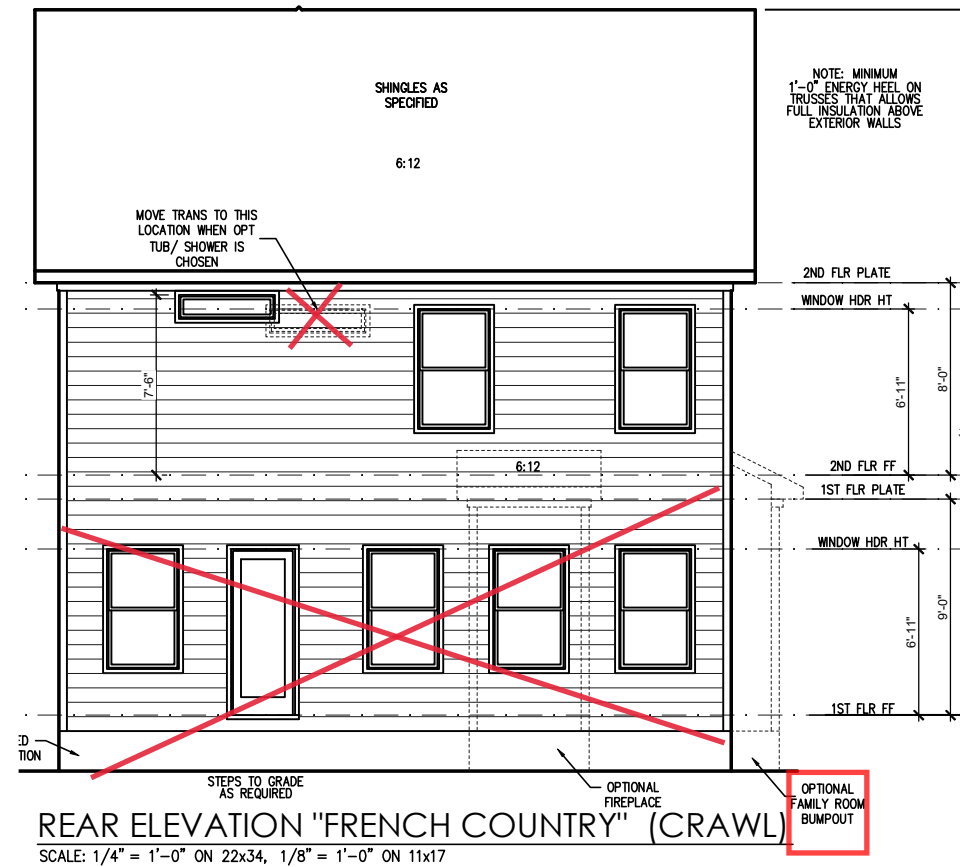 SHINGLES AS
SPECIFIED
6:12
NOTE: MINIMUM
1'-0" ENERGY HEEL ON
TRUSSES THAT ALLOWS
FULL INSULATION ABOVE
EXTERIOR WALLS
MOVE TRANS TO THIS
LOCATION WHEN OPT
TUB/ SHOWER IS
CHOSEN
2ND FLR PLATE
WINDOW HDR HT
7'-6"
6'-11"
8'-0"
6:12
2ND FLR FF
1ST FLR PLATE
WINDOW HDR HT
6'-11"
9'-0"
1ST FLR FF
ED
TION
STEPS TO GRADE
AS REQUIRED
OPTIONAL
FIREPLACE
OPTIONAL
FAMILY ROOM
BUMPOUT
REAR ELEVATION "FRENCH COUNTRY" (CRAWL)
SCALE: 1/4" = 1'-0" ON 22x34, 1/8" = 1'-0" ON 11x17